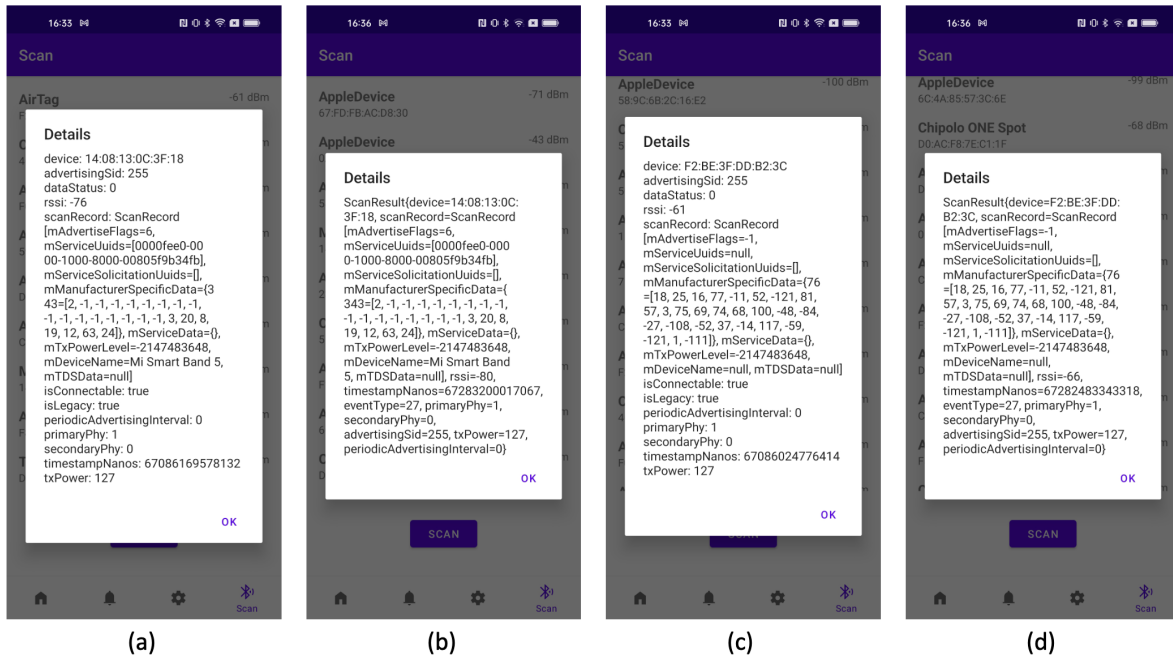 16:33
Scan
AirTag
-61 dBm
Details
device: 14:08:13:0C:3F:18
advertisingSid: 255
dataStatus: 0
rssi: -76
scanRecord: ScanRecord
[mAdvertiseFlags=6,
mServiceUuids=[0000fee0-000
00-1000-8000-00805f9b34fb],
mServiceSolicitationUuids=[],
mManufacturerSpecificData={3
43=[2, -1, -1, -1, -1, -1, -1, -1, -1,
-1, -1, -1, -1, -1, -1, -1, -1, 3, 20, 8,
19, 12, 63, 24]}, mServiceData={},
mTxPowerLevel=-2147483648,
mDeviceName=Mi Smart Band 5,
mTDSData=null]
isConnectable: true
isLegacy: true
periodicAdvertisingInterval: 0
primaryPhy: 1
secondaryPhy: 0
timestampNanos: 67086169578132
txPower: 127
OK
Scan
(a)
16:36
Scan
AppleDevice
-71 dBm
67:FD:FB:AC:D8:30
AppleDevice
-43 dBm
Details
ScanResult{device=14:08:13:0C:
3F:18, scanRecord=ScanRecord
[mAdvertiseFlags=6,
mServiceUuids=[0000fee0-000
0-1000-8000-00805f9b34fb],
mServiceSolicitationUuids=[],
mManufacturerSpecificData={
343=[2, -1, -1, -1, -1, -1, -1, -1, -1,
-1, -1, -1, -1, -1, -1, -1, -1, 3, 20, 8,
19, 12, 63, 24]}, mServiceData={},
mTxPowerLevel=-2147483648,
mDeviceName=Mi Smart Band
5, mTDSData=null], rssi=-80,
timestampNanos=67283200017067,
eventType=27, primaryPhy=1,
secondaryPhy=0,
advertisingSid=255, txPower=127,
periodicAdvertisingInterval=0}
OK
SCAN
Scan
(b)
16:33
Scan
AppleDevice
-100 dBm
58:9C:6B:2C:16:E2
Details
device: F2:BE:3F:DD:B2:3C
advertisingSid: 255
dataStatus: 0
rssi: -61
scanRecord: ScanRecord
[mAdvertiseFlags=-1,
mServiceUuids=null,
mServiceSolicitationUuids=[],
mManufacturerSpecificData={76
=[18, 25, 16, 77, -11, 52, -121, 81,
57, 3, 75, 69, 74, 68, 100, -48, -84,
-27, -108, -52, 37, -14, 117, -59,
-121, 1, -111]}, mServiceData={},
mTxPowerLevel=-2147483648,
mDeviceName=null, mTDSData=null]
isConnectable: true
isLegacy: true
periodicAdvertisingInterval: 0
primaryPhy: 1
secondaryPhy: 0
timestampNanos: 67086024776414
txPower: 127
OK
Scan
(c)
16:36
Scan
AppleDevice
-99 dBm
6C:4A:85:57:3C:6E
Chipolo ONE Spot
-68 dBm
D0:AC:F8:7E:C1:1F
Details
ScanResult{device=F2:BE:3F:DD:
B2:3C, scanRecord=ScanRecord
[mAdvertiseFlags=-1,
mServiceUuids=null,
mServiceSolicitationUuids=[],
mManufacturerSpecificData={76
=[18, 25, 16, 77, -11, 52, -121, 81,
57, 3, 75, 69, 74, 68, 100, -48, -84,
-27, -108, -52, 37, -14, 117, -59,
-121, 1, -111]}, mServiceData={},
mTxPowerLevel=-2147483648,
mDeviceName=null,
mTDSData=null], rssi=-66,
timestampNanos=67282483343318,
eventType=27, primaryPhy=1,
secondaryPhy=0,
advertisingSid=255, txPower=127,
periodicAdvertisingInterval=0}
OK
SCAN
Scan
(d)